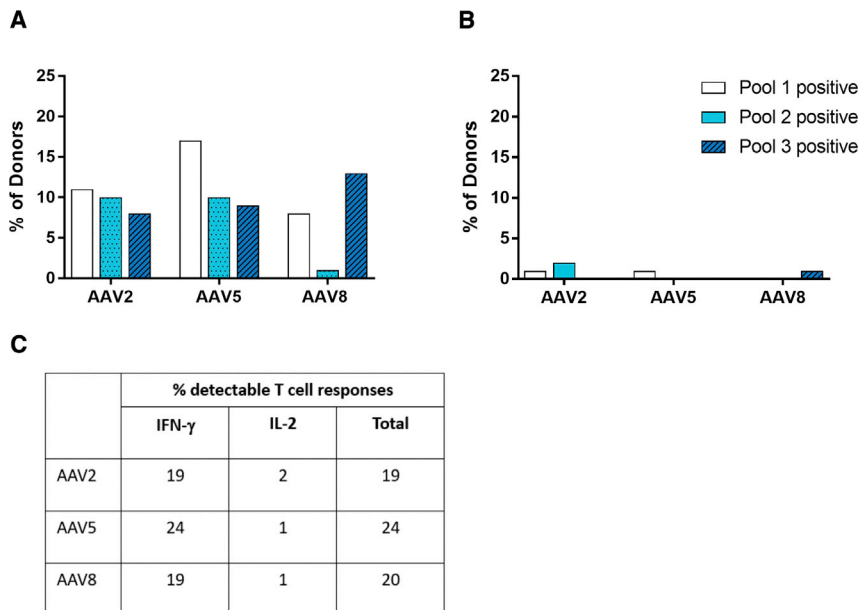 A
25
20
15
10
5
0
% of Donors
AAV2 AAV5 AAV8
B
25
20
15
10
5
0
% of Donors
AAV2 AAV5 AAV8
Pool 1 positive
Pool 2 positive
Pool 3 positive
C
% detectable T cell responses
IFN-γ IL-2 Total
AAV2 19 2 19
AAV5 24 1 24
AAV8 19 1 20